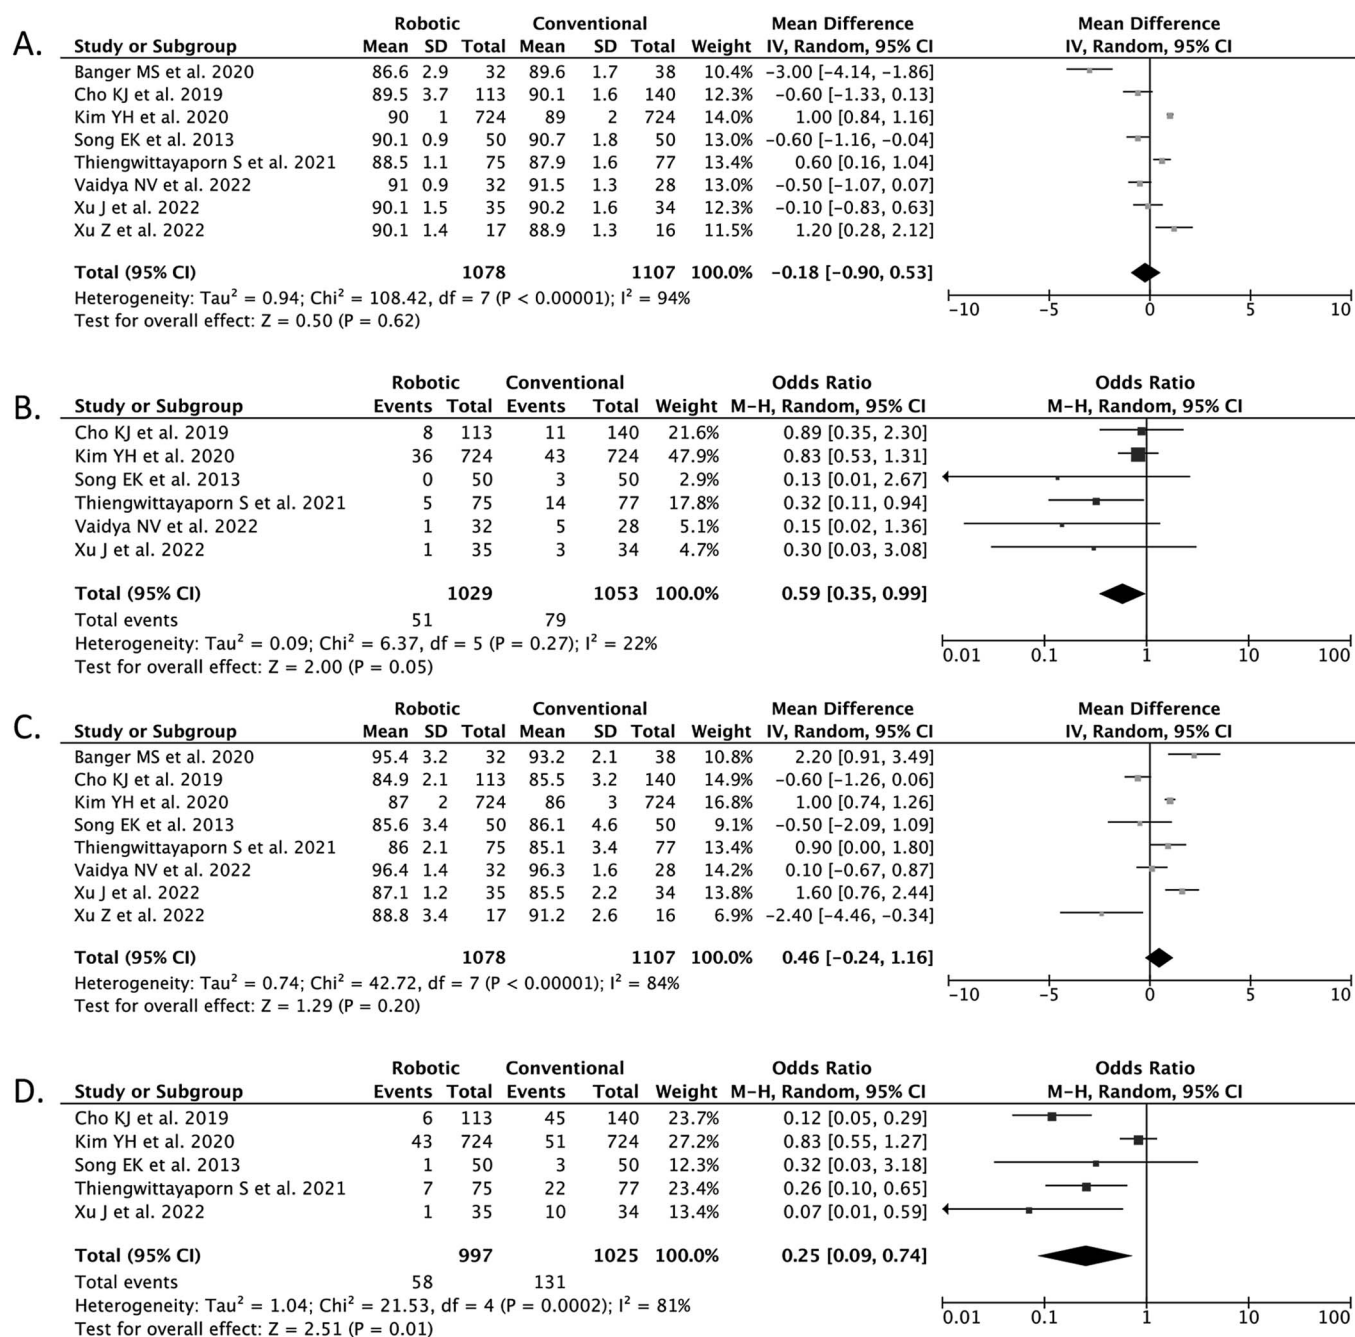 A.
Robotic Conventional Mean Difference Mean Difference
Study or Subgroup Mean SD Total Mean SD Total Weight IV, Random, 95% CI IV, Random, 95% CI
Banger MS et al. 2020 86.6 2.9 32 89.6 1.7 38 10.4% −3.00 [−4.14, −1.86]
Cho KJ et al. 2019 89.5 3.7 113 90.1 1.6 140 12.3% −0.60 [−1.33, 0.13]
Kim YH et al. 2020 90 1 724 89 2 724 14.0% 1.00 [0.84, 1.16]
Song EK et al. 2013 90.1 0.9 50 90.7 1.8 50 13.0% −0.60 [−1.16, −0.04]
Thiengwittayaporn S et al. 2021 88.5 1.1 75 87.9 1.6 77 13.4% 0.60 [0.16, 1.04]
Vaidya NV et al. 2022 91 0.9 32 91.5 1.3 28 13.0% −0.50 [−1.07, 0.07]
Xu J et al. 2022 90.1 1.5 35 90.2 1.6 34 12.3% −0.10 [−0.83, 0.63]
Xu Z et al. 2022 90.1 1.4 17 88.9 1.3 16 11.5% 1.20 [0.28, 2.12]
Total (95% CI) 1078 1107 100.0% −0.18 [−0.90, 0.53]
Heterogeneity: Tau² = 0.94; Chi² = 108.42, df = 7 (P < 0.00001); I² = 94%
Test for overall effect: Z = 0.50 (P = 0.62)
−10 −5 0 5 10
B.
Robotic Conventional Odds Ratio Odds Ratio
Study or Subgroup Events Total Events Total Weight M-H, Random, 95% CI M-H, Random, 95% CI
Cho KJ et al. 2019 8 113 11 140 21.6% 0.89 [0.35, 2.30]
Kim YH et al. 2020 36 724 43 724 47.9% 0.83 [0.53, 1.31]
Song EK et al. 2013 0 50 3 50 2.9% 0.13 [0.01, 2.67]
Thiengwittayaporn S et al. 2021 5 75 14 77 17.8% 0.32 [0.11, 0.94]
Vaidya NV et al. 2022 1 32 5 28 5.1% 0.15 [0.02, 1.36]
Xu J et al. 2022 1 35 3 34 4.7% 0.30 [0.03, 3.08]
Total (95% CI) 1029 1053 100.0% 0.59 [0.35, 0.99]
Total events 51 79
Heterogeneity: Tau² = 0.09; Chi² = 6.37, df = 5 (P = 0.27); I² = 22%
Test for overall effect: Z = 2.00 (P = 0.05)
0.01 0.1 1 10 100
C.
Robotic Conventional Mean Difference Mean Difference
Study or Subgroup Mean SD Total Mean SD Total Weight IV, Random, 95% CI IV, Random, 95% CI
Banger MS et al. 2020 95.4 3.2 32 93.2 2.1 38 10.8% 2.20 [0.91, 3.49]
Cho KJ et al. 2019 84.9 2.1 113 85.5 3.2 140 14.9% −0.60 [−1.26, 0.06]
Kim YH et al. 2020 87 2 724 86 3 724 16.8% 1.00 [0.74, 1.26]
Song EK et al. 2013 85.6 3.4 50 86.1 4.6 50 9.1% −0.50 [−2.09, 1.09]
Thiengwittayaporn S et al. 2021 86 2.1 75 85.1 3.4 77 13.4% 0.90 [0.00, 1.80]
Vaidya NV et al. 2022 96.4 1.4 32 96.3 1.6 28 14.2% 0.10 [−0.67, 0.87]
Xu J et al. 2022 87.1 1.2 35 85.5 2.2 34 13.8% 1.60 [0.76, 2.44]
Xu Z et al. 2022 88.8 3.4 17 91.2 2.6 16 6.9% −2.40 [−4.46, −0.34]
Total (95% CI) 1078 1107 100.0% 0.46 [−0.24, 1.16]
Heterogeneity: Tau² = 0.74; Chi² = 42.72, df = 7 (P < 0.00001); I² = 84%
Test for overall effect: Z = 1.29 (P = 0.20)
−10 −5 0 5 10
D.
Robotic Conventional Odds Ratio Odds Ratio
Study or Subgroup Events Total Events Total Weight M-H, Random, 95% CI M-H, Random, 95% CI
Cho KJ et al. 2019 6 113 45 140 23.7% 0.12 [0.05, 0.29]
Kim YH et al. 2020 43 724 51 724 27.2% 0.83 [0.55, 1.27]
Song EK et al. 2013 1 50 3 50 12.3% 0.32 [0.03, 3.18]
Thiengwittayaporn S et al. 2021 7 75 22 77 23.4% 0.26 [0.10, 0.65]
Xu J et al. 2022 1 35 10 34 13.4% 0.07 [0.01, 0.59]
Total (95% CI) 997 1025 100.0% 0.25 [0.09, 0.74]
Total events 58 131
Heterogeneity: Tau² = 1.04; Chi² = 21.53, df = 4 (P = 0.0002); I² = 81%
Test for overall effect: Z = 2.51 (P = 0.01)
0.01 0.1 1 10 100